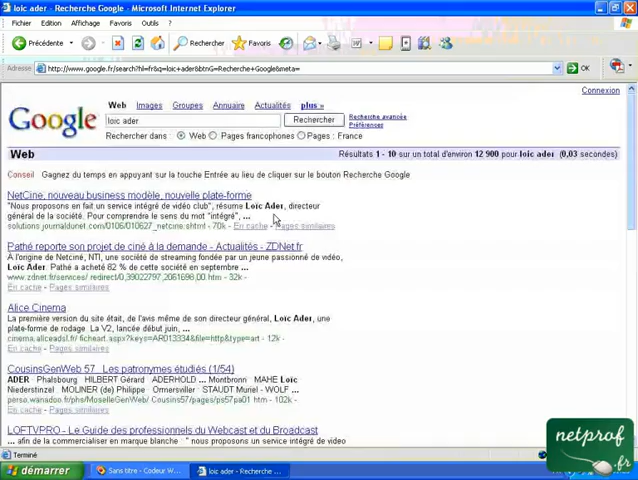 loic ader - Recherche Google - Microsoft Internet Explorer
Fichier Edition Affichage Favoris Outils ?
Précédente Rechercher Favoris
Adresse http://www.google.fr/search?hl=fr&q=loic+ader&btnG=Recherche+Google&meta= OK
Connexion
Web Images Groupes Annuaire Actualités plus »
Google
loic ader Rechercher Recherche avancée
Préférences
Rechercher dans : Web Pages francophones Pages : France
Web Résultats 1 - 10 sur un total d'environ 12 900 pour loic ader (0,03 secondes)
Conseil Gagnez du temps en appuyant sur la touche Entrée au lieu de cliquer sur le bouton Recherche Google
NetCine, nouveau business modèle, nouvelle plate-forme
"Nous proposons en fait un service intégré de vidéo club", résume Loïc Ader, directeur
général de la société. Pour comprendre le sens du mot "intégré", ...
solutions.journaldunet.com/0106/010627_netcine.shtml - 70k - En cache - Pages similaires
Pathé reporte son projet de ciné à la demande - Actualités - ZDNet.fr
À l'origine de Netciné, NTI, une société de streaming fondée par un jeune passionné de vidéo,
Loïc Ader. Pathé a acheté 82 % de cette société en septembre ...
www.zdnet.fr/services/ redirect/0,39022797,2061698,00.htm - 32k -
En cache - Pages similaires
Alice Cinema
La première version du site était, de l'avis même de son directeur général, Loïc Ader, une
plate-forme de rodage. La V2, lancée début juin, ...
cinema.aliceadsl.fr/ ficheart.aspx?keys=AR013334&file=http&type=art - 12k -
En cache - Pages similaires
CousinsGenWeb 57 . Les patronymes étudiés (1/54)
ADER Phalsbourg HILBERT Gérard ADERHOLD ... Montbronn MAHE Loïc
Niederstinzel MOLINER (de) Philippe Ormersviller STAUDT Muriel - WOLF ...
perso.wanadoo.fr/phs/MoselleGenWeb/ Cousins57/pages/ps57pa01.htm - 102k -
En cache - Pages similaires
LOFTVPRO - Le Guide des professionnels du Webcast et du Broadcast
... afin de la commercialiser en marque blanche : " nous proposons un service intégré de vidéo
Terminé
démarrer Sans titre - Codeur W... loic ader - Recherche ...
netprof
.fr